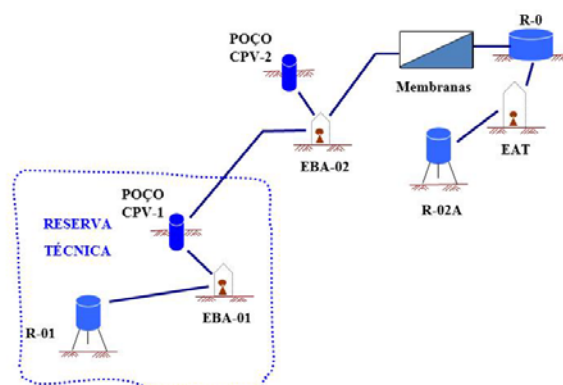 R-0
POÇO
CPV-2
Membranas
EAT
EBA-02
R-02A
POÇO
CPV-1
RESERVA
TÉCNICA
EBA-01
R-01